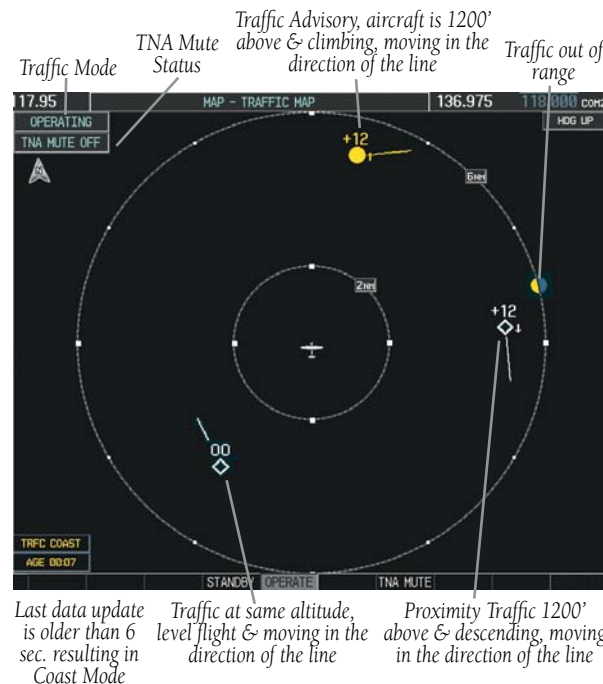 Traffic Mode
TNA Mute
Status
Traffic Advisory, aircraft is 1200'
above & climbing, moving in the
direction of the line
Traffic out of
range
17.95
MAP - TRAFFIC MAP
136.975
118.000 COM2
OPERATING
TNA MUTE OFF
HDG UP
N
+12
6NM
2NM
+12
00
TRFC COAST
AGE 00:07
STANDBY
OPERATE
TNA MUTE
Last data update
is older than 6
sec. resulting in
Coast Mode
Traffic at same altitude,
level flight & moving in the
direction of the line
Proximity Traffic 1200'
above & descending, moving
in the direction of the line